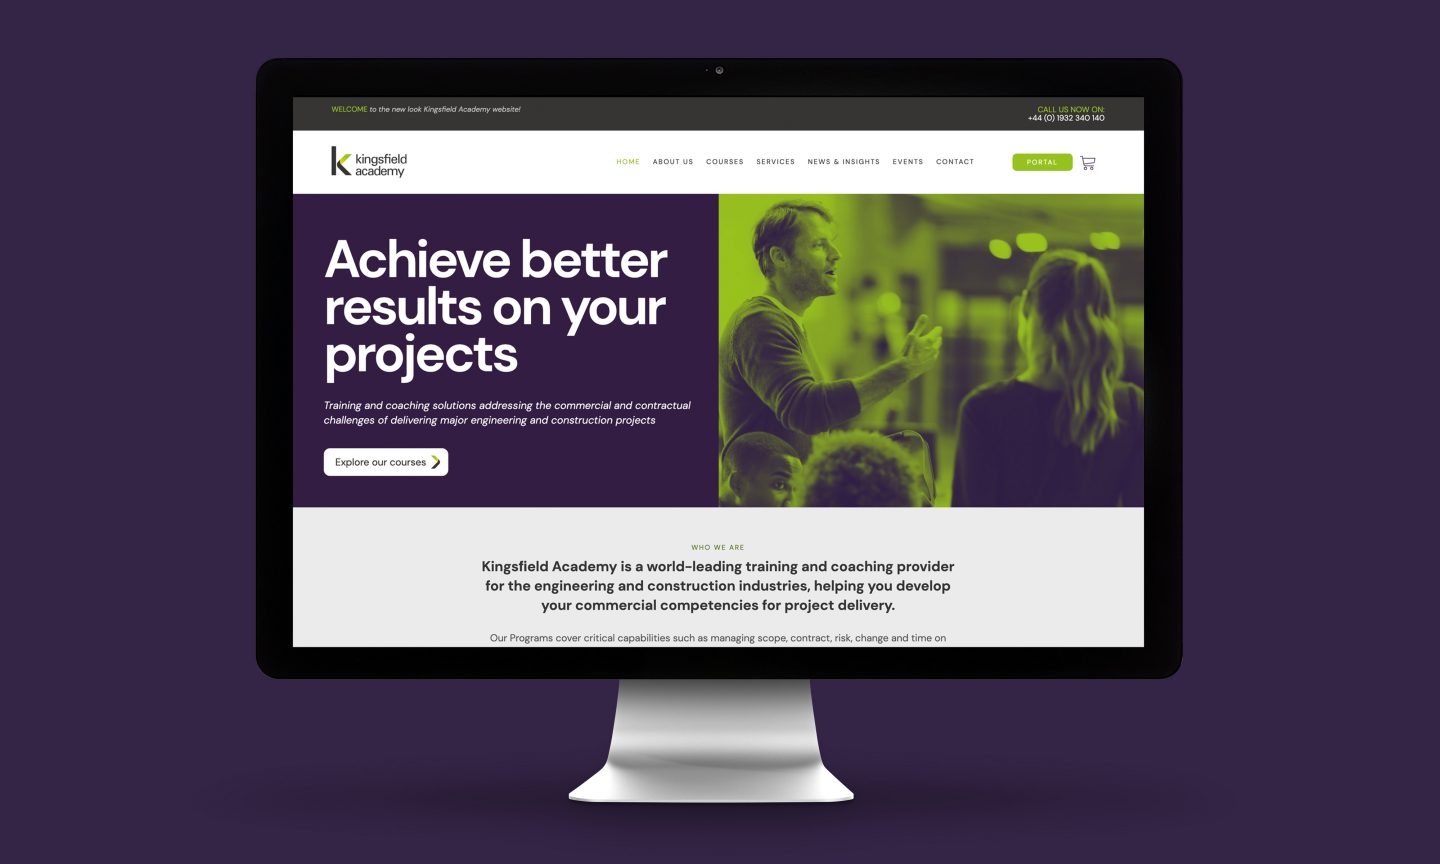 WELCOME to the new look Kingsfield Academy website!
CALL US NOW ON:
+44 (0) 1932 340 140
kingsfield
academy
HOME ABOUT US COURSES SERVICES NEWS & INSIGHTS EVENTS CONTACT PORTAL
Achieve better
results on your
projects
Training and coaching solutions addressing the commercial and contractual
challenges of delivering major engineering and construction projects
Explore our courses
WHO WE ARE
Kingsfield Academy is a world-leading training and coaching provider
for the engineering and construction industries, helping you develop
your commercial competencies for project delivery.
Our Programs cover critical capabilities such as managing scope, contract, risk, change and time on